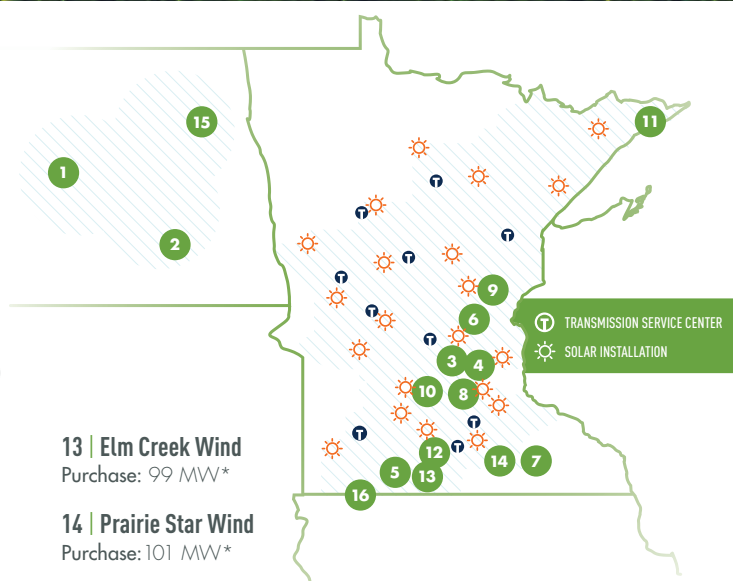 15
11
1
2
9
6
T TRANSMISSION SERVICE CENTER
SOLAR INSTALLATION
3
4
10
8
13 | Elm Creek Wind
Purchase: 99 MW*
12
14
7
5
13
16
14 | Prairie Star Wind
Purchase: 101 MW*
T
T
T
T
T
T
T
T
T
T